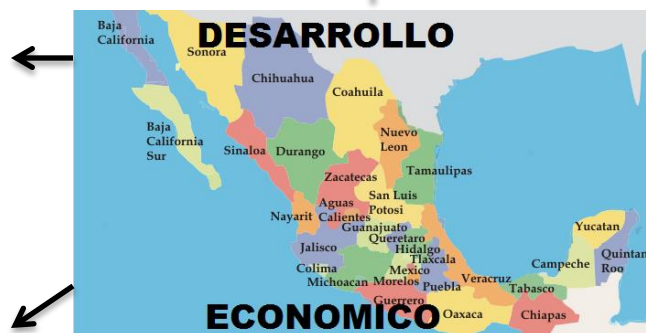 Baja
California
DESARROLLO
Sonora
Chihuahua
Coahuila
Baja
California
Sur
Sinaloa
Durango
Nuevo
Leon
Tamaulipas
Zacatecas
San Luis
Potosi
Nayarit
Aguas
Calientes
Guanajuato
Queretaro
Hidalgo
Jalisco
Tlaxcala
Colima
Mexico
Michoacan
Morelos
Puebla
Veracruz
Yucatan
Campeche
Quintan
Roo
Tabasco
Guerrero
ECONOMICO
Oaxaca
Chiapas